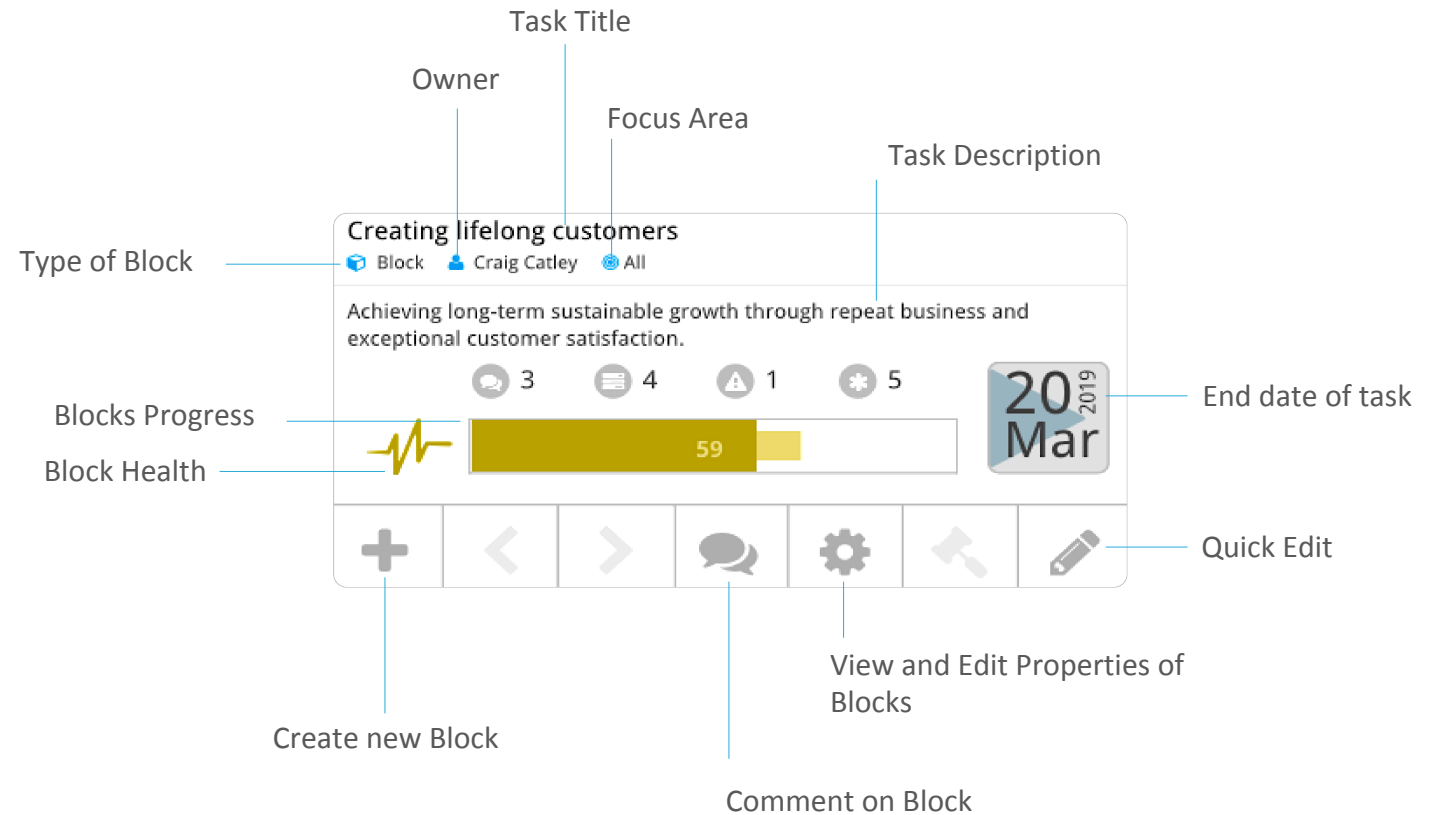 Task Title
Owner
Focus Area
Task Description
Creating lifelong customers
Type of Block
Block Craig Catley All
Achieving long-term sustainable growth through repeat business and
exceptional customer satisfaction.
3 4 1 5
20 2019
Mar
End date of task
Blocks Progress
59
Block Health
Quick Edit
View and Edit Properties of
Blocks
Create new Block
Comment on Block